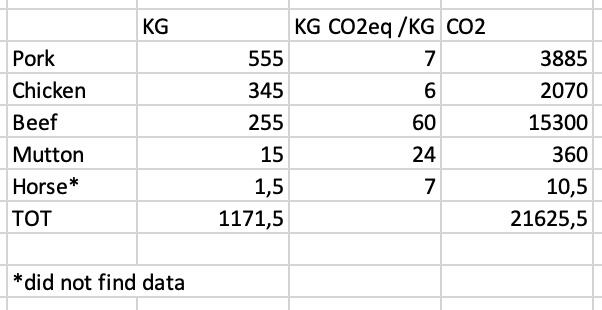 KG KG CO2eq /KG CO2
Pork 555 7 3885
Chicken 345 6 2070
Beef 255 60 15300
Mutton 15 24 360
Horse* 1,5 7 10,5
TOT 1171,5 21625,5
*did not find data